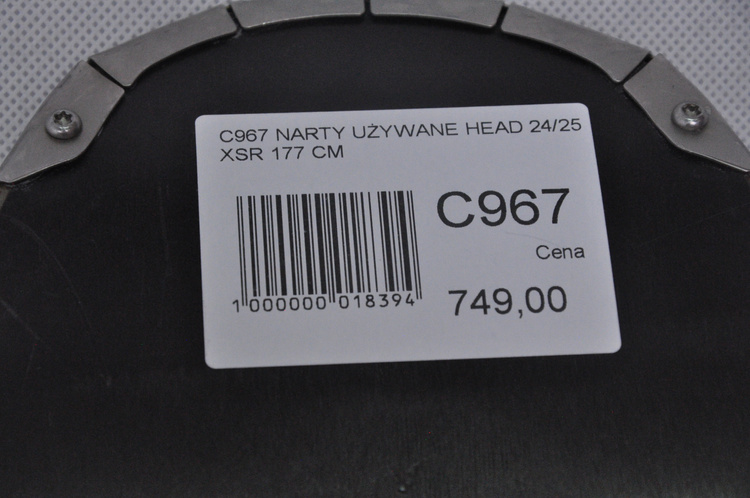 C967 NARTY UŻYWANE HEAD 24/25
XSR 177 CM
C967
Cena
749,00
1 000000 018394